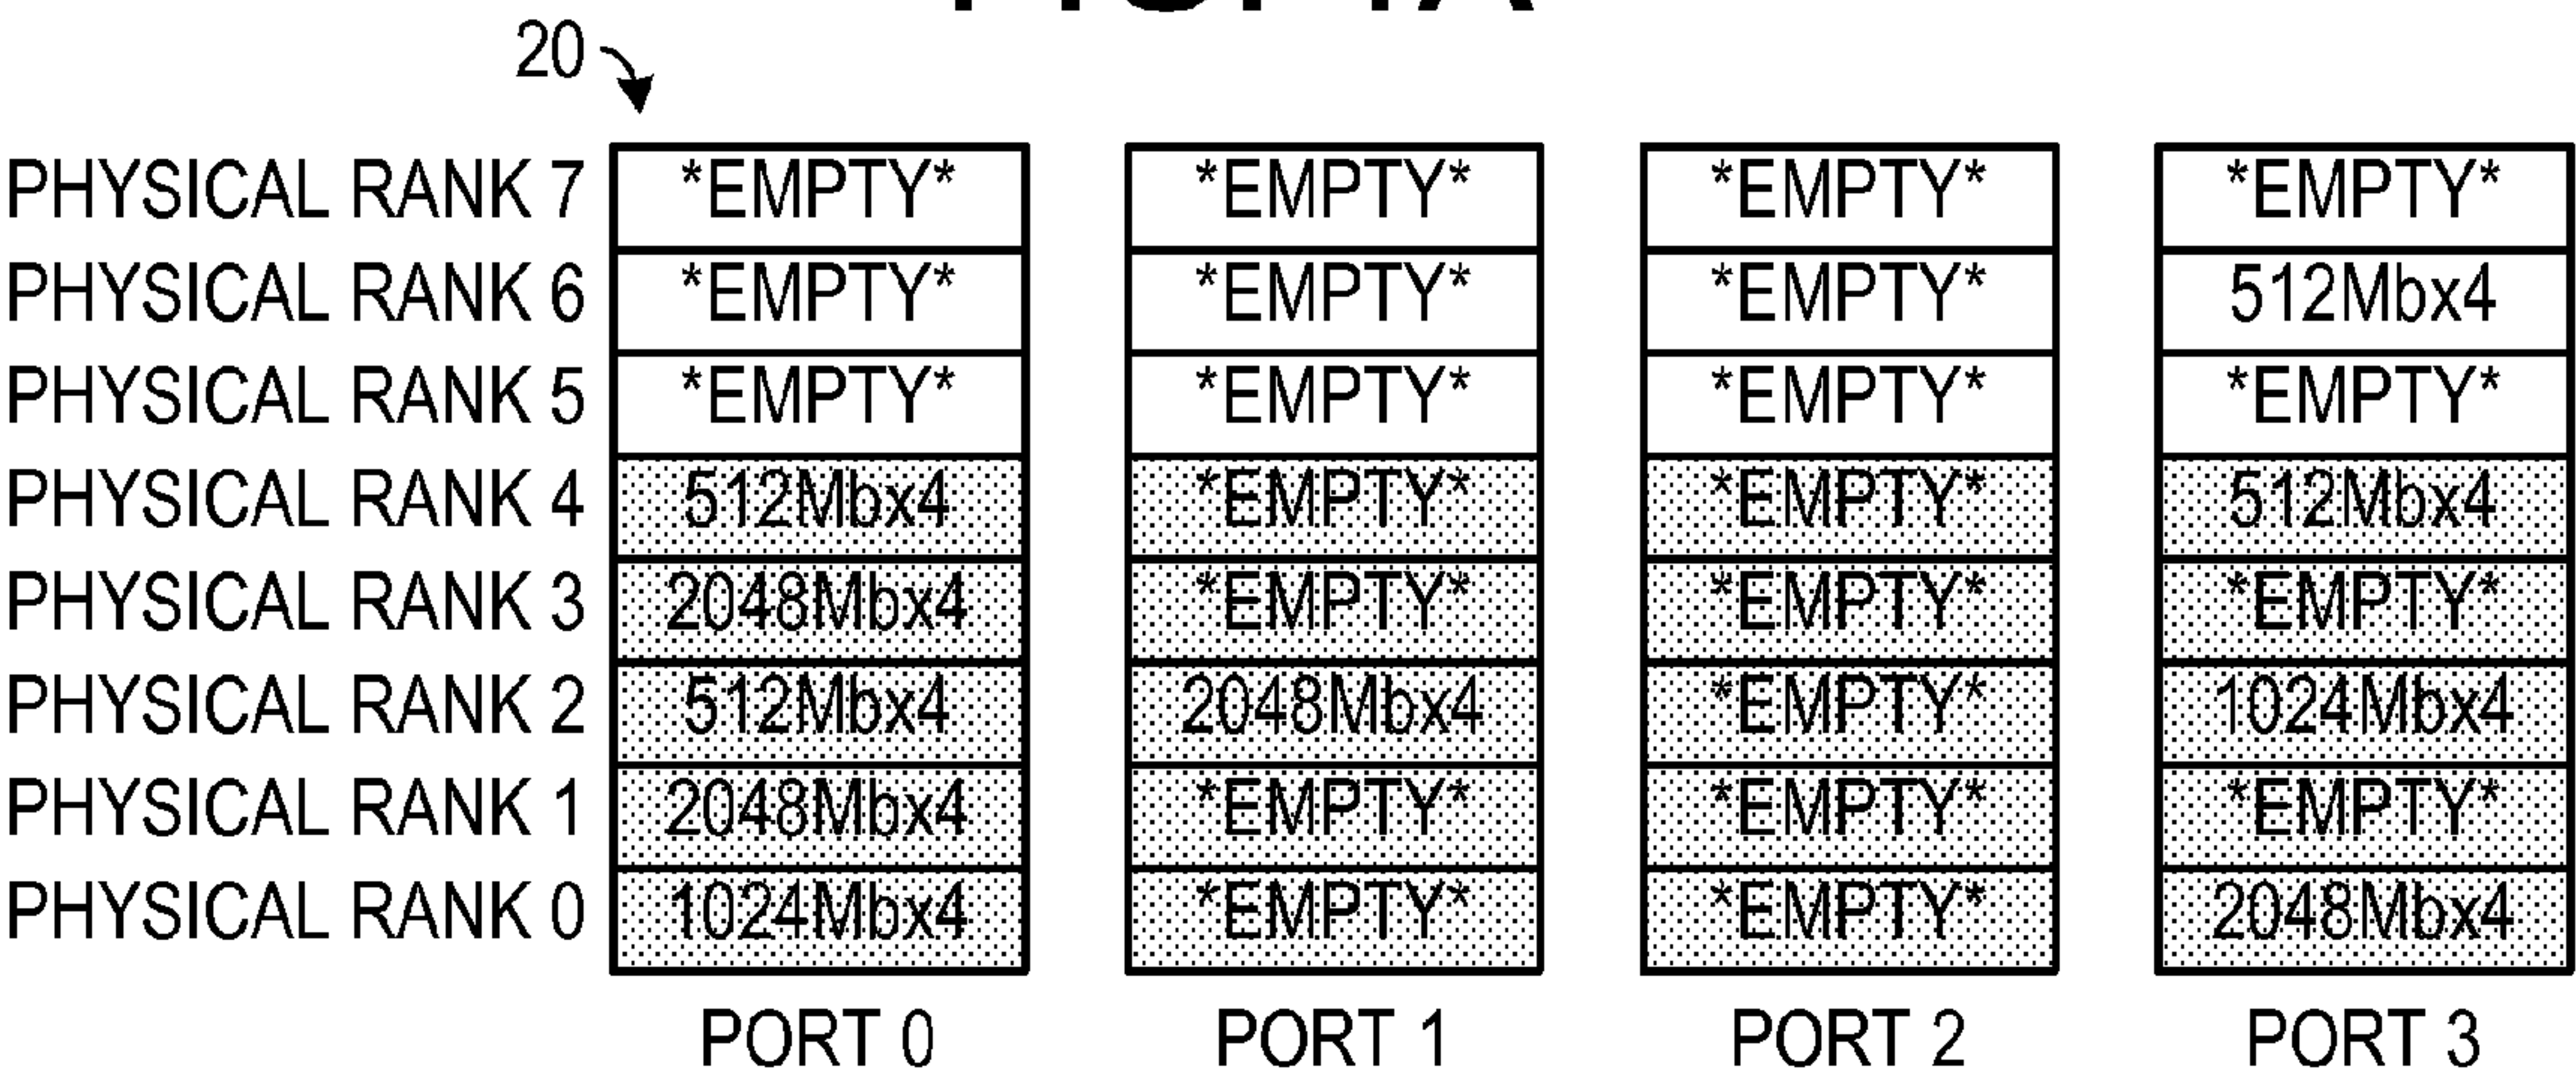 20
PHYSICAL RANK 7 *EMPTY* *EMPTY* *EMPTY* *EMPTY*
PHYSICAL RANK 6 *EMPTY* *EMPTY* *EMPTY* 512Mbx4
PHYSICAL RANK 5 *EMPTY* *EMPTY* *EMPTY* *EMPTY*
PHYSICAL RANK 4 512Mbx4 *EMPTY* *EMPTY* 512Mbx4
PHYSICAL RANK 3 2048Mbx4 *EMPTY* *EMPTY* *EMPTY*
PHYSICAL RANK 2 512Mbx4 2048Mbx4 *EMPTY* 1024Mbx4
PHYSICAL RANK 1 2048Mbx4 *EMPTY* *EMPTY* *EMPTY*
PHYSICAL RANK 0 1024Mbx4 *EMPTY* *EMPTY* 2048Mbx4
PORT 0 PORT 1 PORT 2 PORT 3